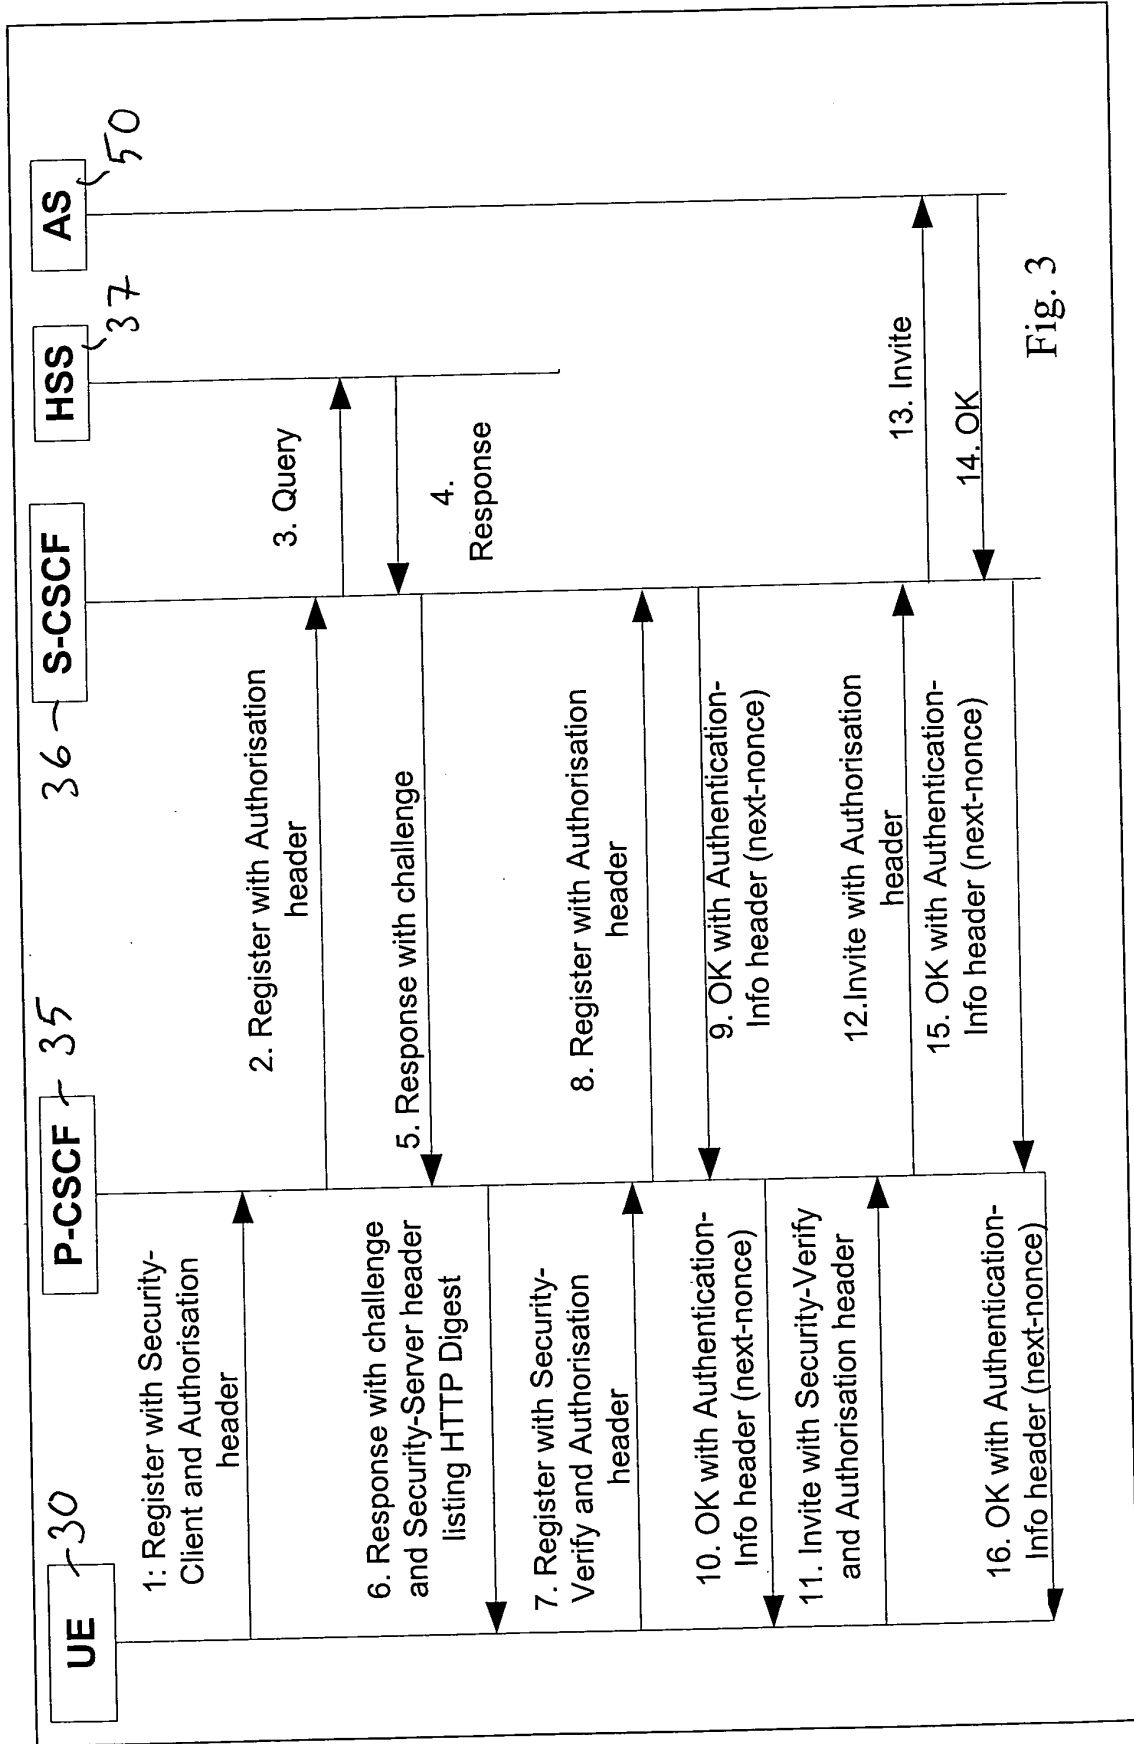 UE
30
P-CSCF
35
36
S-CSCF
HSS
37
AS
50
1: Register with Security-
Client and Authorisation
header
2. Register with Authorisation
header
3. Query
4.
Response
5. Response with challenge
6. Response with challenge
and Security-Server header
listing HTTP Digest
7. Register with Security-
Verify and Authorisation
header
8. Register with Authorisation
header
9. OK with Authentication-
Info header (next-nonce)
10. OK with Authentication-
Info header (next-nonce)
11. Invite with Security-Verify
and Authorisation header
12.Invite with Authorisation
header
13. Invite
14. OK
15. OK with Authentication-
Info header (next-nonce)
16. OK with Authentication-
Info header (next-nonce)
Fig. 3